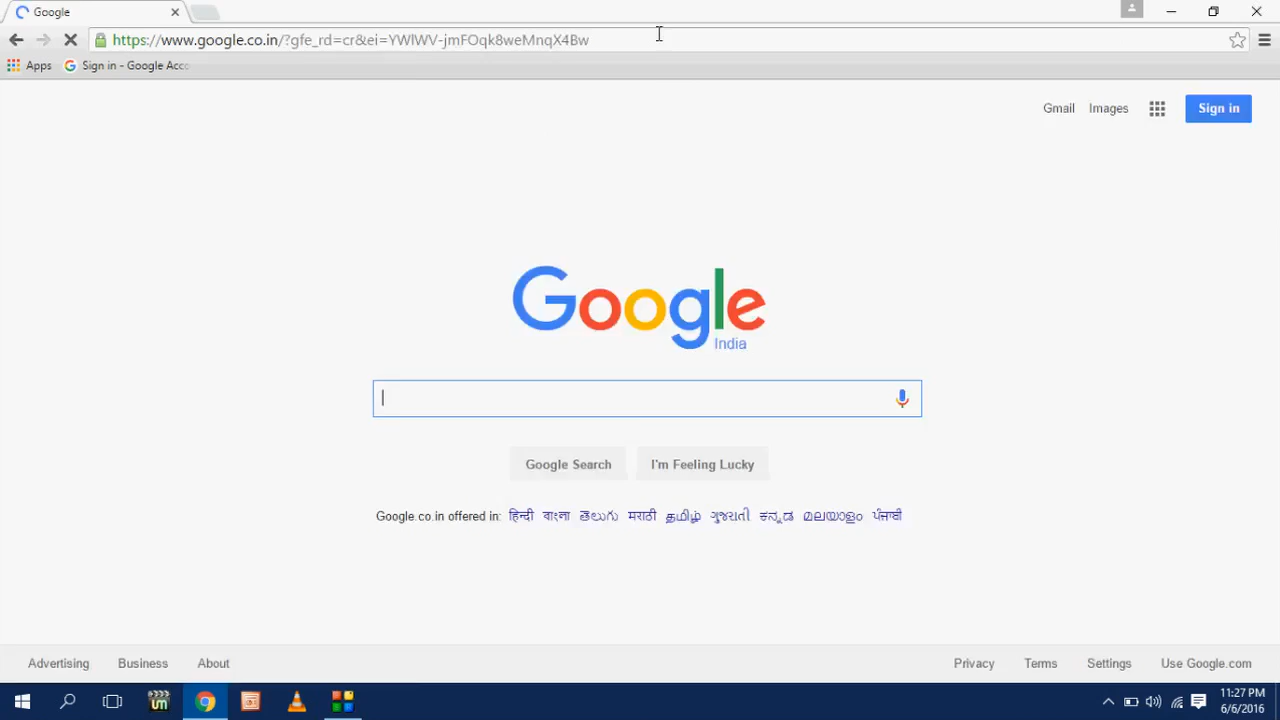 Google
https://www.google.co.in/?gfe_rd=cr&ei=YWlWV-jmFOqk8weMnqX4Bw
Apps Sign in - Google Acco
Gmail Images Sign in
Google
India
Google Search I'm Feeling Lucky
Google.co.in offered in: हिन्दी বাংলা తెలుగు मराठी தமிழ் ગુજરાતી ಕನ್ನಡ മലയാളം ਪੰਜਾਬੀ
Advertising Business About Privacy Terms Settings Use Google.com
11:27 PM
6/6/2016